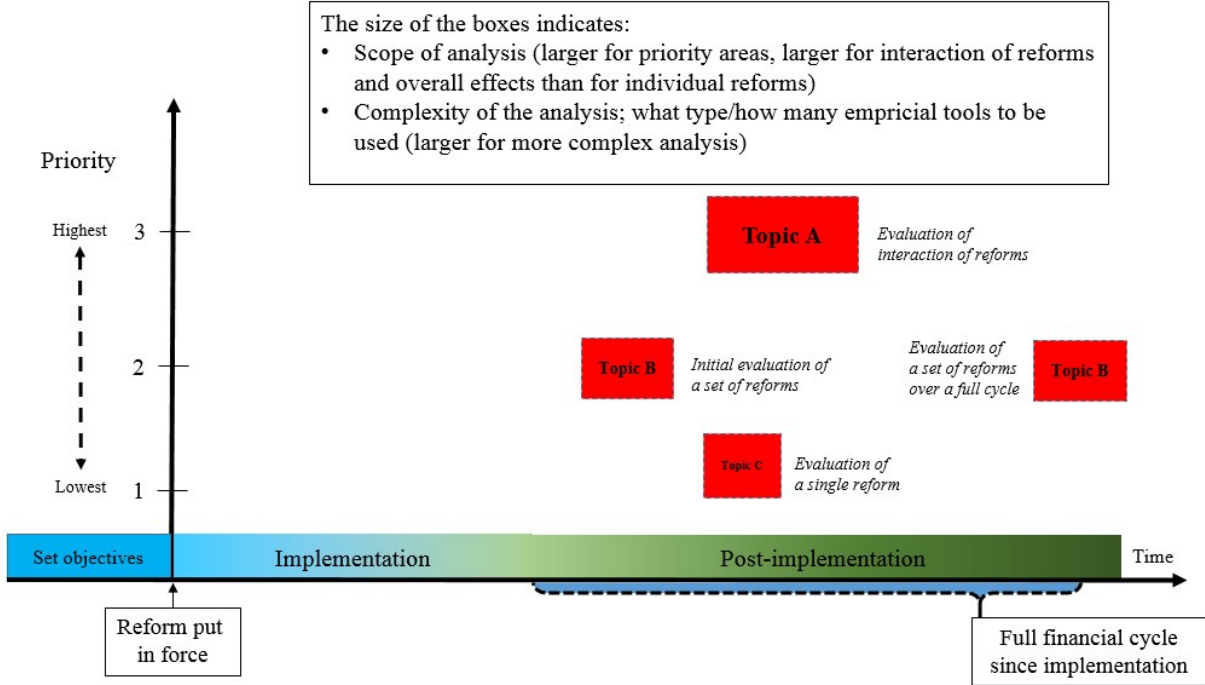 The size of the boxes indicates:
• Scope of analysis (larger for priority areas, larger for interaction of reforms
and overall effects than for individual reforms)
• Complexity of the analysis; what type/how many empricial tools to be
used (larger for more complex analysis)
Priority
Highest
3
Topic A
Evaluation of
interaction of reforms
2
Topic B
Initial evaluation of
a set of reforms
Evaluation of
a set of reforms
over a full cycle
Topic B
Lowest
1
Topic C
Evaluation of
a single reform
Set objectives
Implementation
Post-implementation
Time
Reform put
in force
Full financial cycle
since implementation